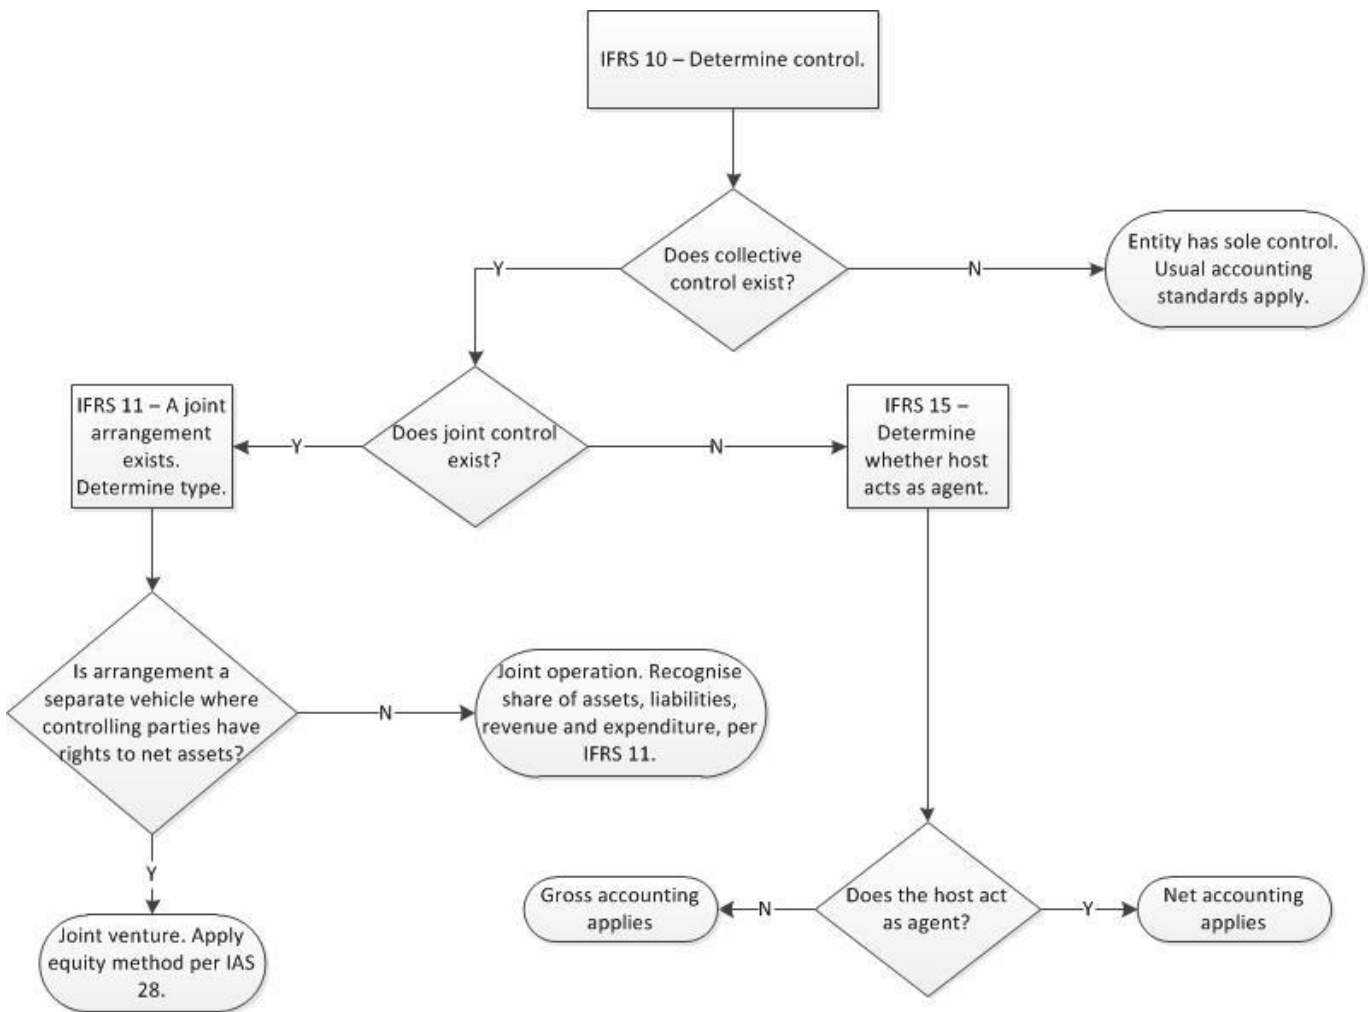 IFRS 10 – Determine control.
Does collective
control exist?
Y
N
Entity has sole control.
Usual accounting
standards apply.
IFRS 11 – A joint
arrangement
exists.
Determine type.
Y
Does joint control
exist?
N
IFRS 15 –
Determine
whether host
acts as agent.
Is arrangement a
separate vehicle where
controlling parties have
rights to net assets?
N
Joint operation. Recognise
share of assets, liabilities,
revenue and expenditure, per
IFRS 11.
Y
Joint venture. Apply
equity method per IAS
28.
Gross accounting
applies
N
Does the host act
as agent?
Y
Net accounting
applies